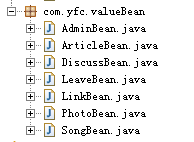 com.yfc.valueBean
AdminBean.java
ArticleBean.java
DiscussBean.java
LeaveBean.java
LinkBean.java
PhotoBean.java
SongBean.java